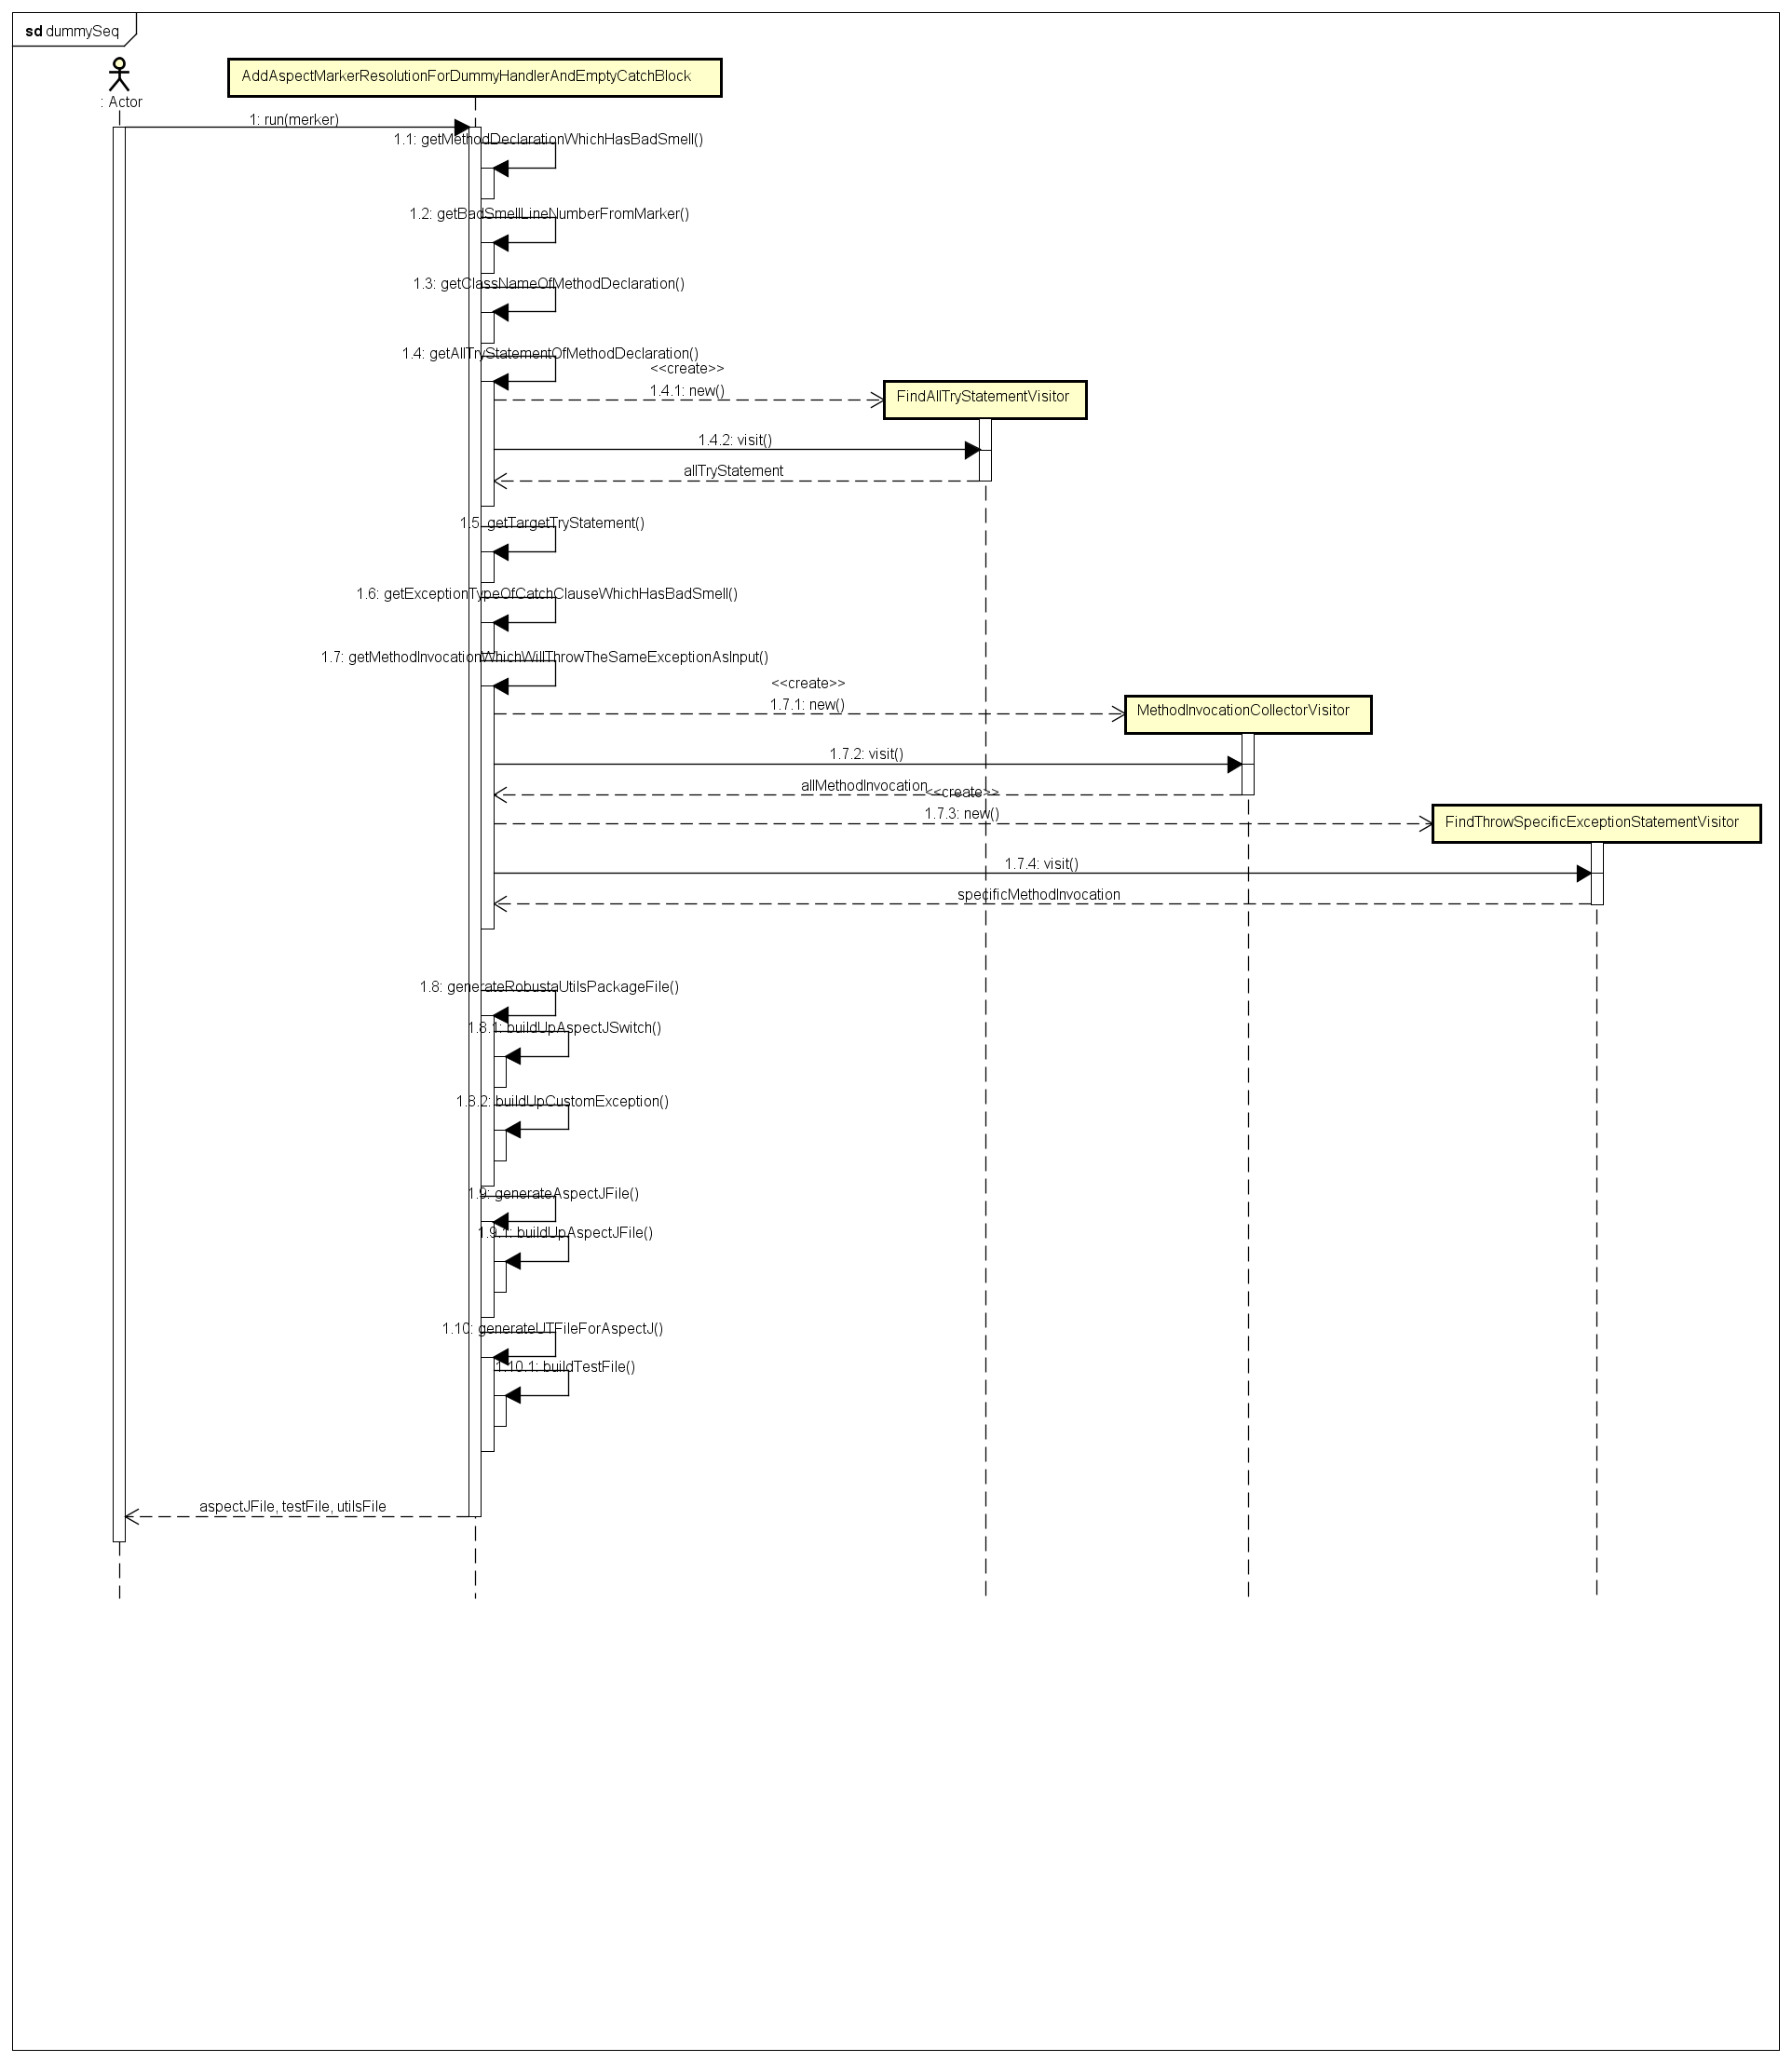 sd dummySeq
: Actor
AddAspectMarkerResolutionForDummyHandlerAndEmptyCatchBlock
1: run(merker)
1.1: getMethodDeclarationWhichHasBadSmell()
1.2: getBadSmellLineNumberFromMarker()
1.3: getClassNameOfMethodDeclaration()
1.4: getAllTryStatementOfMethodDeclaration()
<<create>>
1.4.1: new()
FindAllTryStatementVisitor
1.4.2: visit()
allTryStatement
1.5: getTargetTryStatement()
1.6: getExceptionTypeOfCatchClauseWhichHasBadSmell()
1.7: getMethodInvocationWhichWillThrowTheSameExceptionAsInput()
<<create>>
1.7.1: new()
MethodInvocationCollectorVisitor
1.7.2: visit()
allMethodInvocation
<<create>>
1.7.3: new()
FindThrowSpecificExceptionStatementVisitor
1.7.4: visit()
specificMethodInvocation
1.8: generateRobustaUtilsPackageFile()
1.8.1: buildUpAspectJSwitch()
1.8.2: buildUpCustomException()
1.9: generateAspectJFile()
1.9.1: buildUpAspectJFile()
1.10: generateUTFileForAspectJ()
1.10.1: buildTestFile()
aspectJFile, testFile, utilsFile